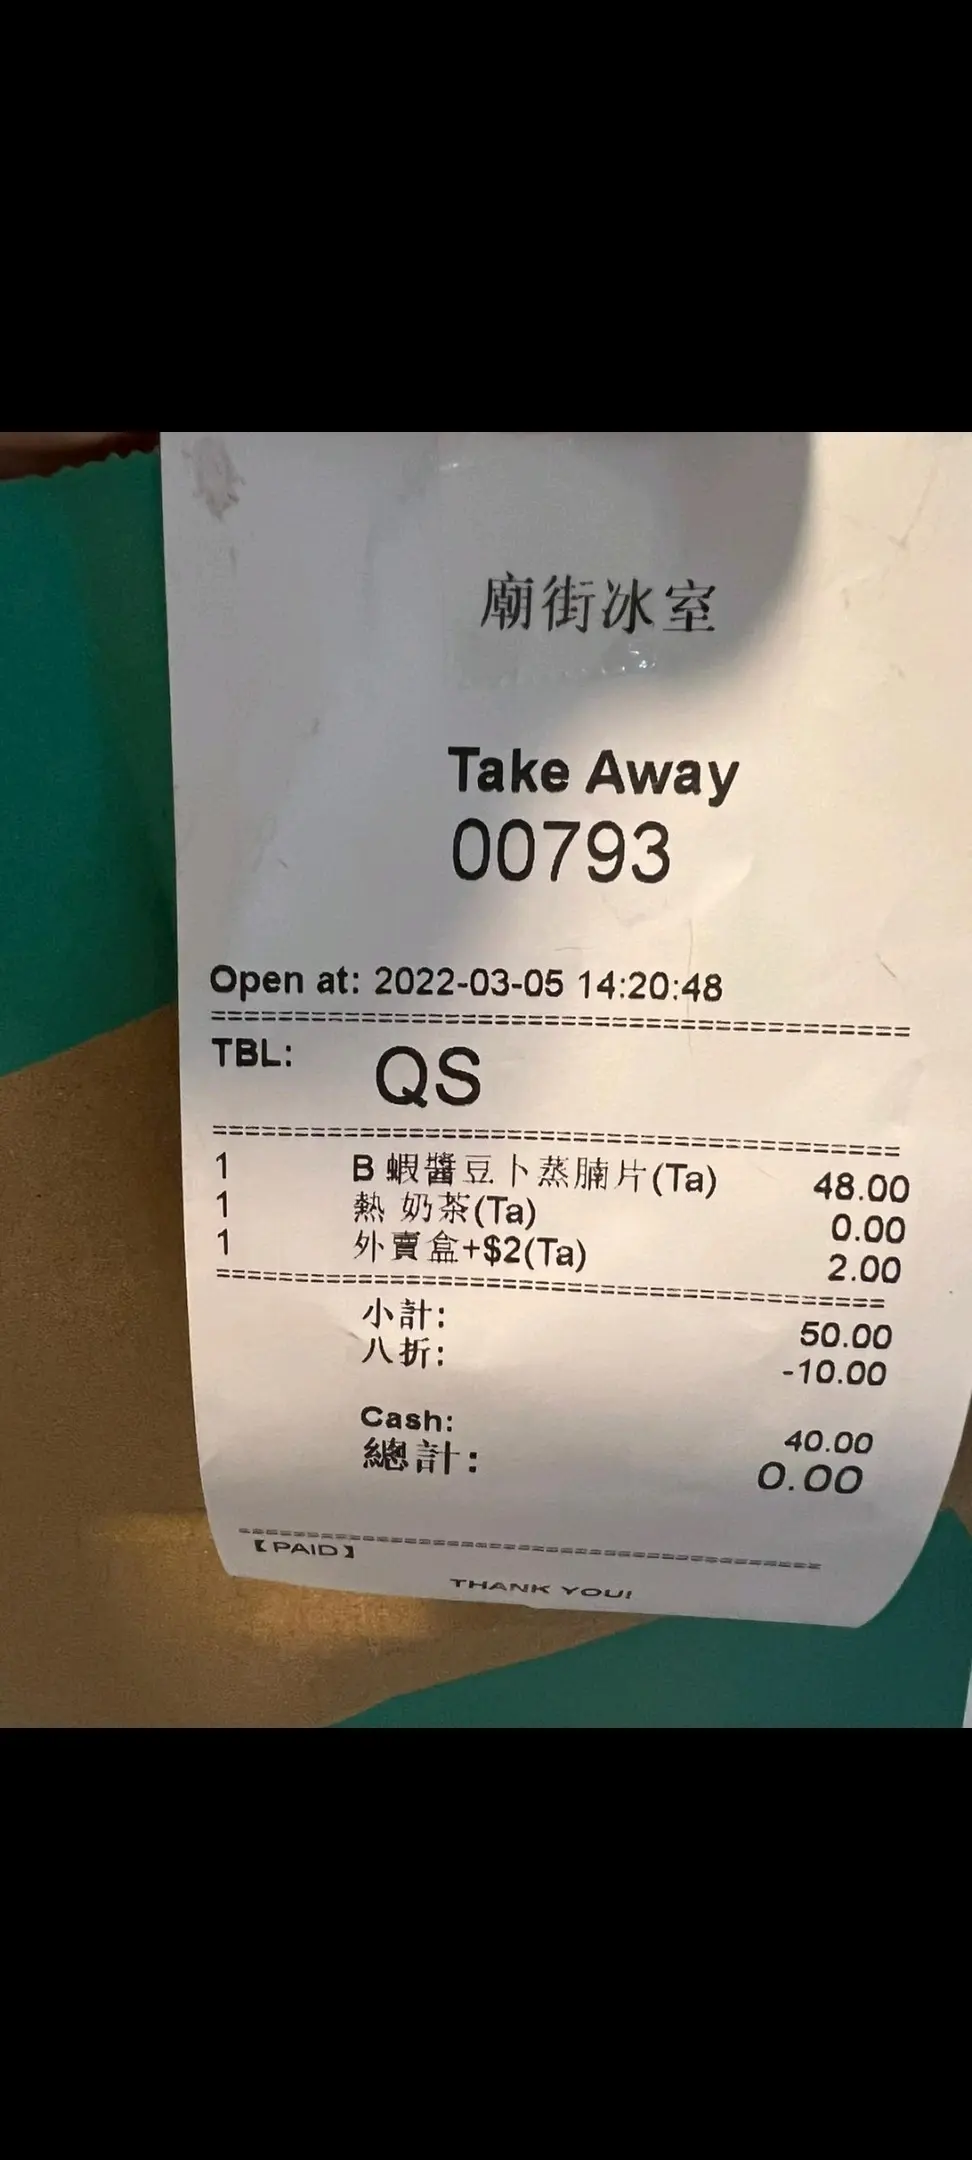 廟街冰室
Take Away
00793
Open at: 2022-03-05 14:20:48
TBL: QS
1 B 蝦醬豆卜蒸腩片(Ta) 48.00
1 熱 奶茶(Ta) 0.00
1 外賣盒+$2(Ta) 2.00
小計: 50.00
八折: -10.00
Cash: 40.00
總計: 0.00
【PAID】
THANK YOU!